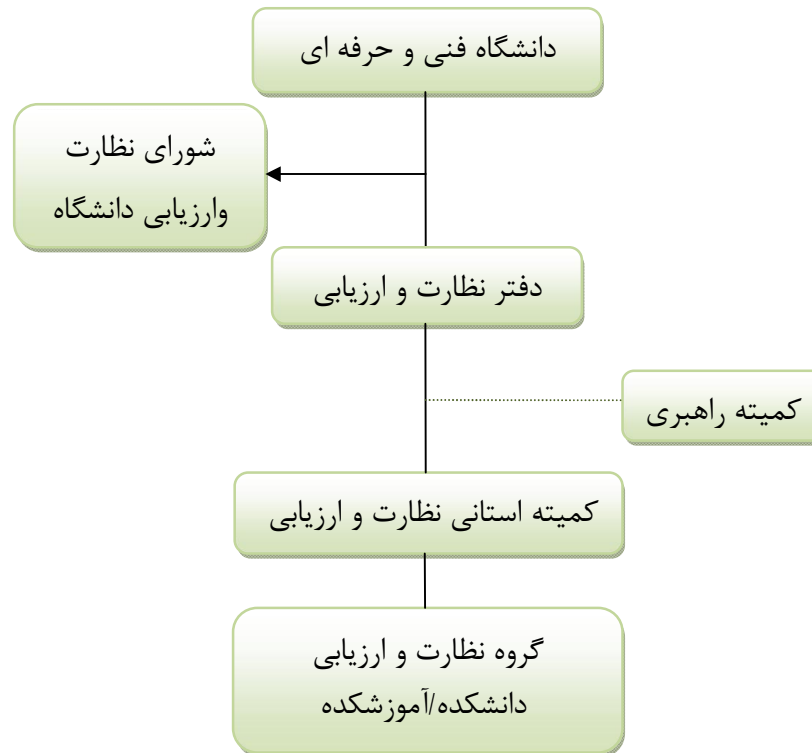 دانشگاه فنی و حرفه ای
شورای نظارت
وارزیابی دانشگاه
دفتر نظارت و ارزیابی
کمیته راهبری
کمیته استانی نظارت و ارزیابی
گروه نظارت و ارزیابی
دانشکده/آموزشکده